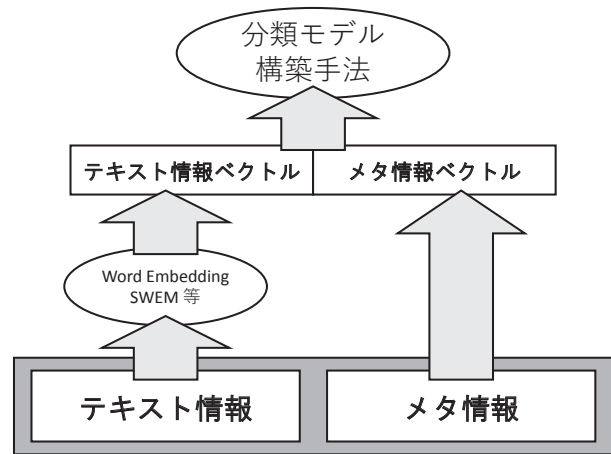 分類モデル
構築手法
テキスト情報ベクトル
メタ情報ベクトル
Word Embedding
SWEM 等
テキスト情報
メタ情報